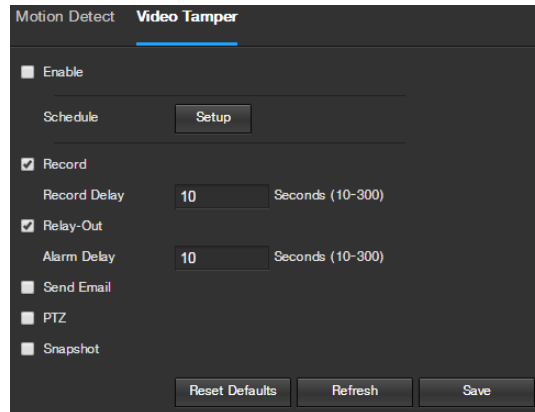 Motion Detect Video Tamper
Enable
Schedule Setup
Record
Record Delay 10 Seconds (10-300)
Relay-Out
Alarm Delay 10 Seconds (10-300)
Send Email
PTZ
Snapshot
Reset Defaults Refresh Save